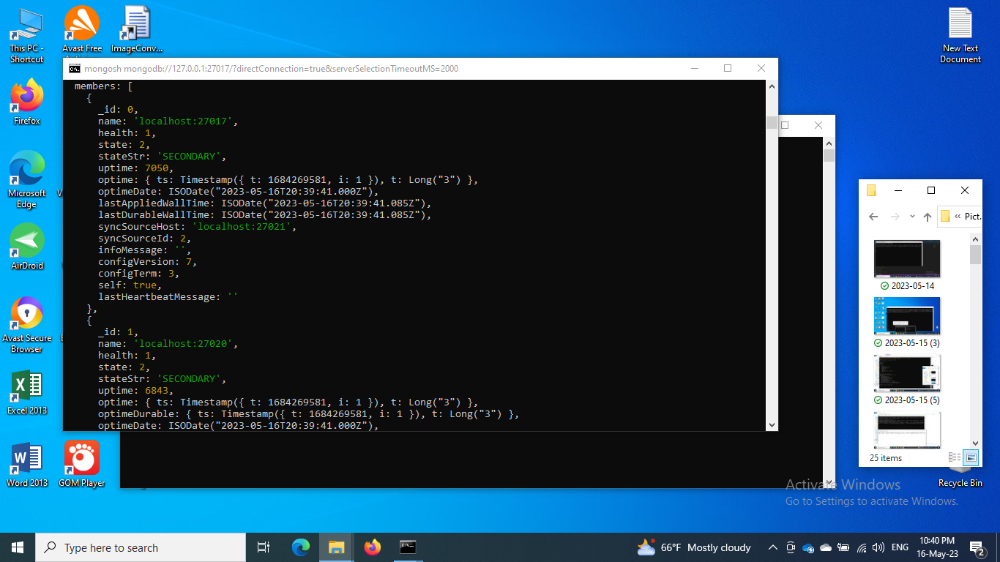 This PC -
Shortcut
Avast Free
ImageConv...
New Text
Document
Firefox
Microsoft
Edge
AirDroid
Avast Secure
Browser
Excel 2013
Word 2013
GOM Player
mongosh mongodb://127.0.0.1:27017/?directConnection=true&serverSelectionTimeoutMS=2000
members: [
{
_id: 0,
name: 'localhost:27017',
health: 1,
state: 2,
stateStr: 'SECONDARY',
uptime: 7050,
optime: { ts: Timestamp({ t: 1684269581, i: 1 }), t: Long("3") },
optimeDate: ISODate("2023-05-16T20:39:41.000Z"),
lastAppliedWallTime: ISODate("2023-05-16T20:39:41.085Z"),
lastDurableWallTime: ISODate("2023-05-16T20:39:41.085Z"),
syncSourceHost: 'localhost:27021',
syncSourceId: 2,
infoMessage: '',
configVersion: 7,
configTerm: 3,
self: true,
lastHeartbeatMessage: ''
},
{
_id: 1,
name: 'localhost:27020',
health: 1,
state: 2,
stateStr: 'SECONDARY',
uptime: 6843,
optime: { ts: Timestamp({ t: 1684269581, i: 1 }), t: Long("3") },
optimeDurable: { ts: Timestamp({ t: 1684269581, i: 1 }), t: Long("3") },
optimeDate: ISODate("2023-05-16T20:39:41.000Z"),
« Pict.
2023-05-14
2023-05-15 (3)
2023-05-15 (5)
25 items
Recycle Bin
Activate Windows
Go to Settings to activate Windows.
Type here to search
66°F Mostly cloudy
ENG
10:40 PM
16-May-23
2